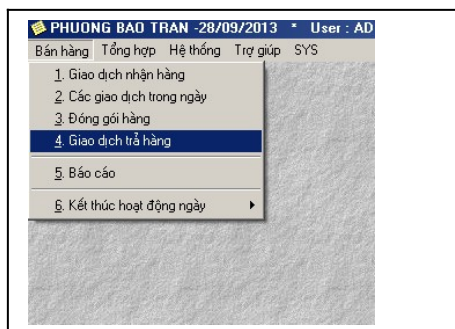 PHUONG BAO TRAN -28/09/2013 * User : AD
Bán hàng Tổng hợp Hệ thống Trợ giúp SYS
1. Giao dịch nhận hàng
2. Các giao dịch trong ngày
3. Đóng gói hàng
4. Giao dịch trả hàng
5. Báo cáo
6. Kết thúc hoạt động ngày